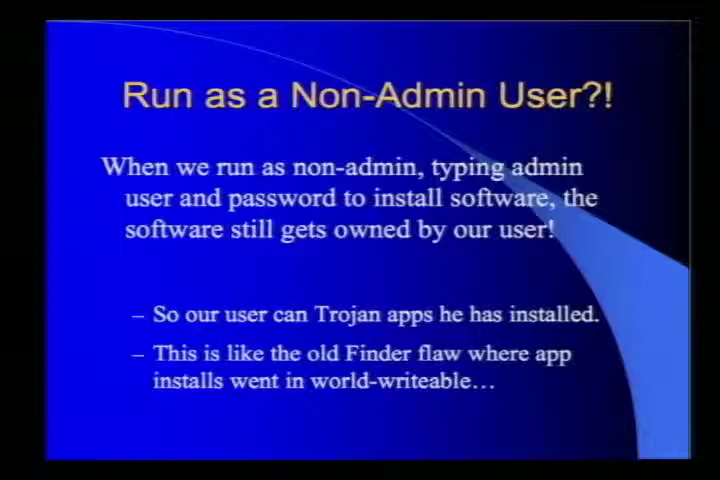 Run as a Non-Admin User?!
When we run as non-admin, typing admin
user and password to install software, the
software still gets owned by our user!
– So our user can Trojan apps he has installed.
– This is like the old Finder flaw where app
installs went in world-writeable…